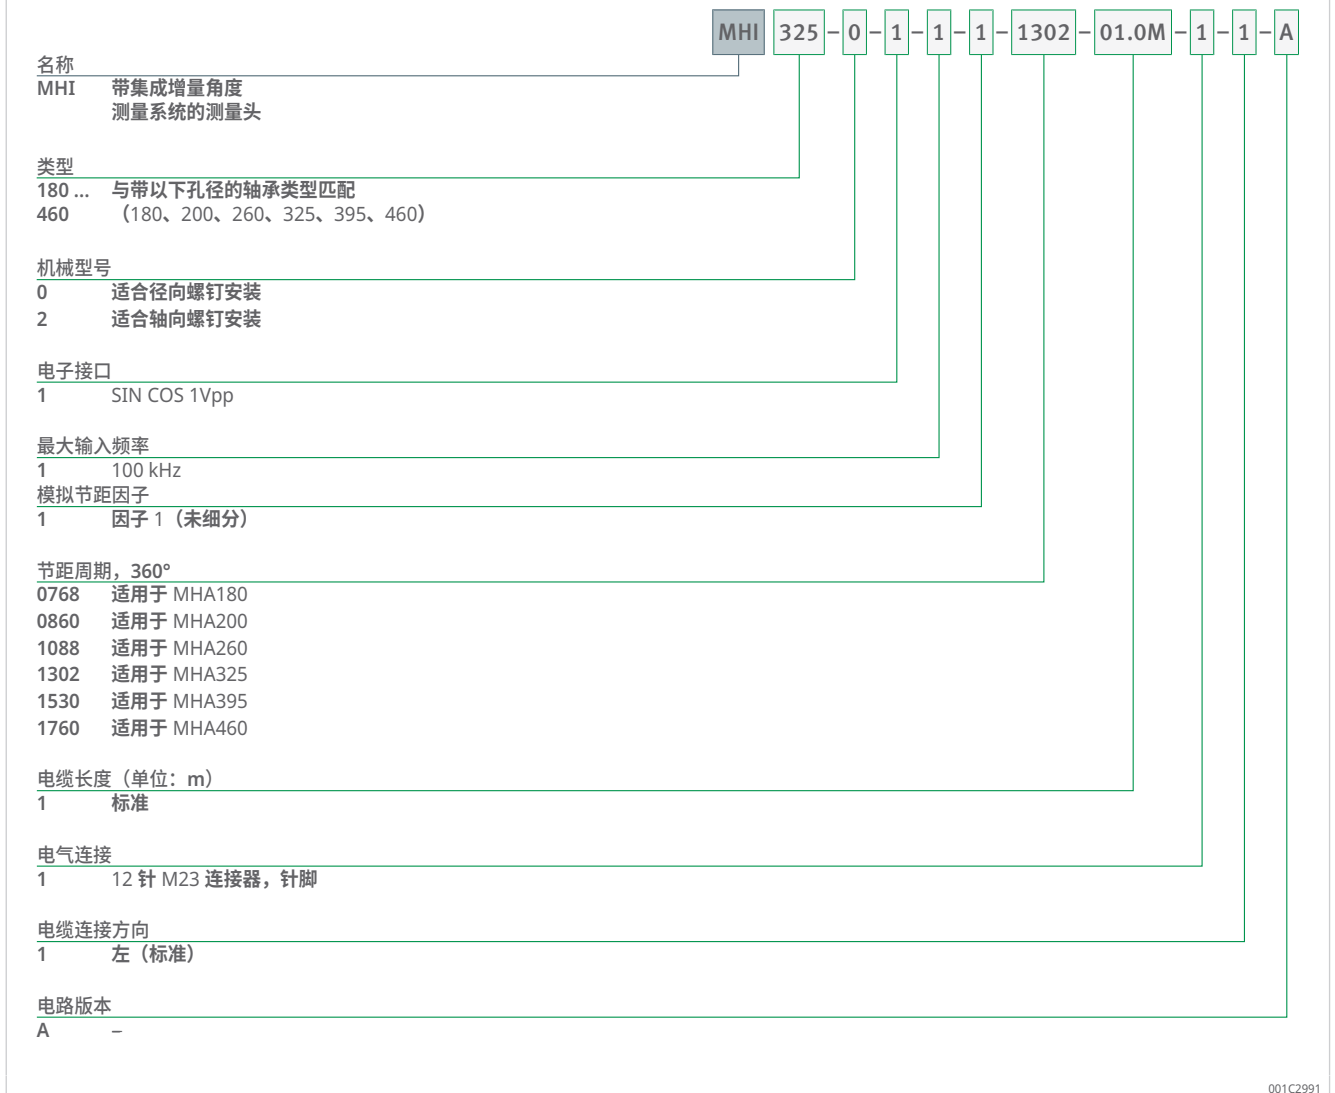 MHI 325–0–1–1–1–1302–01.0M–1–1–A
名称
MHI 带集成增量角度
测量系统的测量头
类型
180 ... 与带以下孔径的轴承类型匹配
460 （180、200、260、325、395、460）
机械型号
0 适合径向螺钉安装
2 适合轴向螺钉安装
电子接口
1 SIN COS 1Vpp
最大输入频率
1 100 kHz
模拟节距因子
1 因子 1（未细分）
节距周期，360°
0768 适用于 MHA180
0860 适用于 MHA200
1088 适用于 MHA260
1302 适用于 MHA325
1530 适用于 MHA395
1760 适用于 MHA460
电缆长度（单位：m）
1 标准
电气连接
1 12 针 M23 连接器，针脚
电缆连接方向
1 左（标准）
电路版本
A –
001C2991